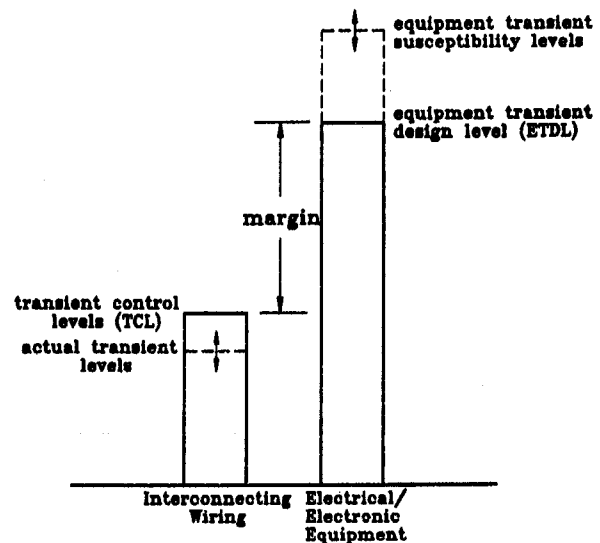 equipment transient
susceptibility levels
equipment transient
design level (ETDL)
margin
transient control
levels (TCL)
actual transient
levels
Interconnecting
Wiring
Electrical/
Electronic
Equipment